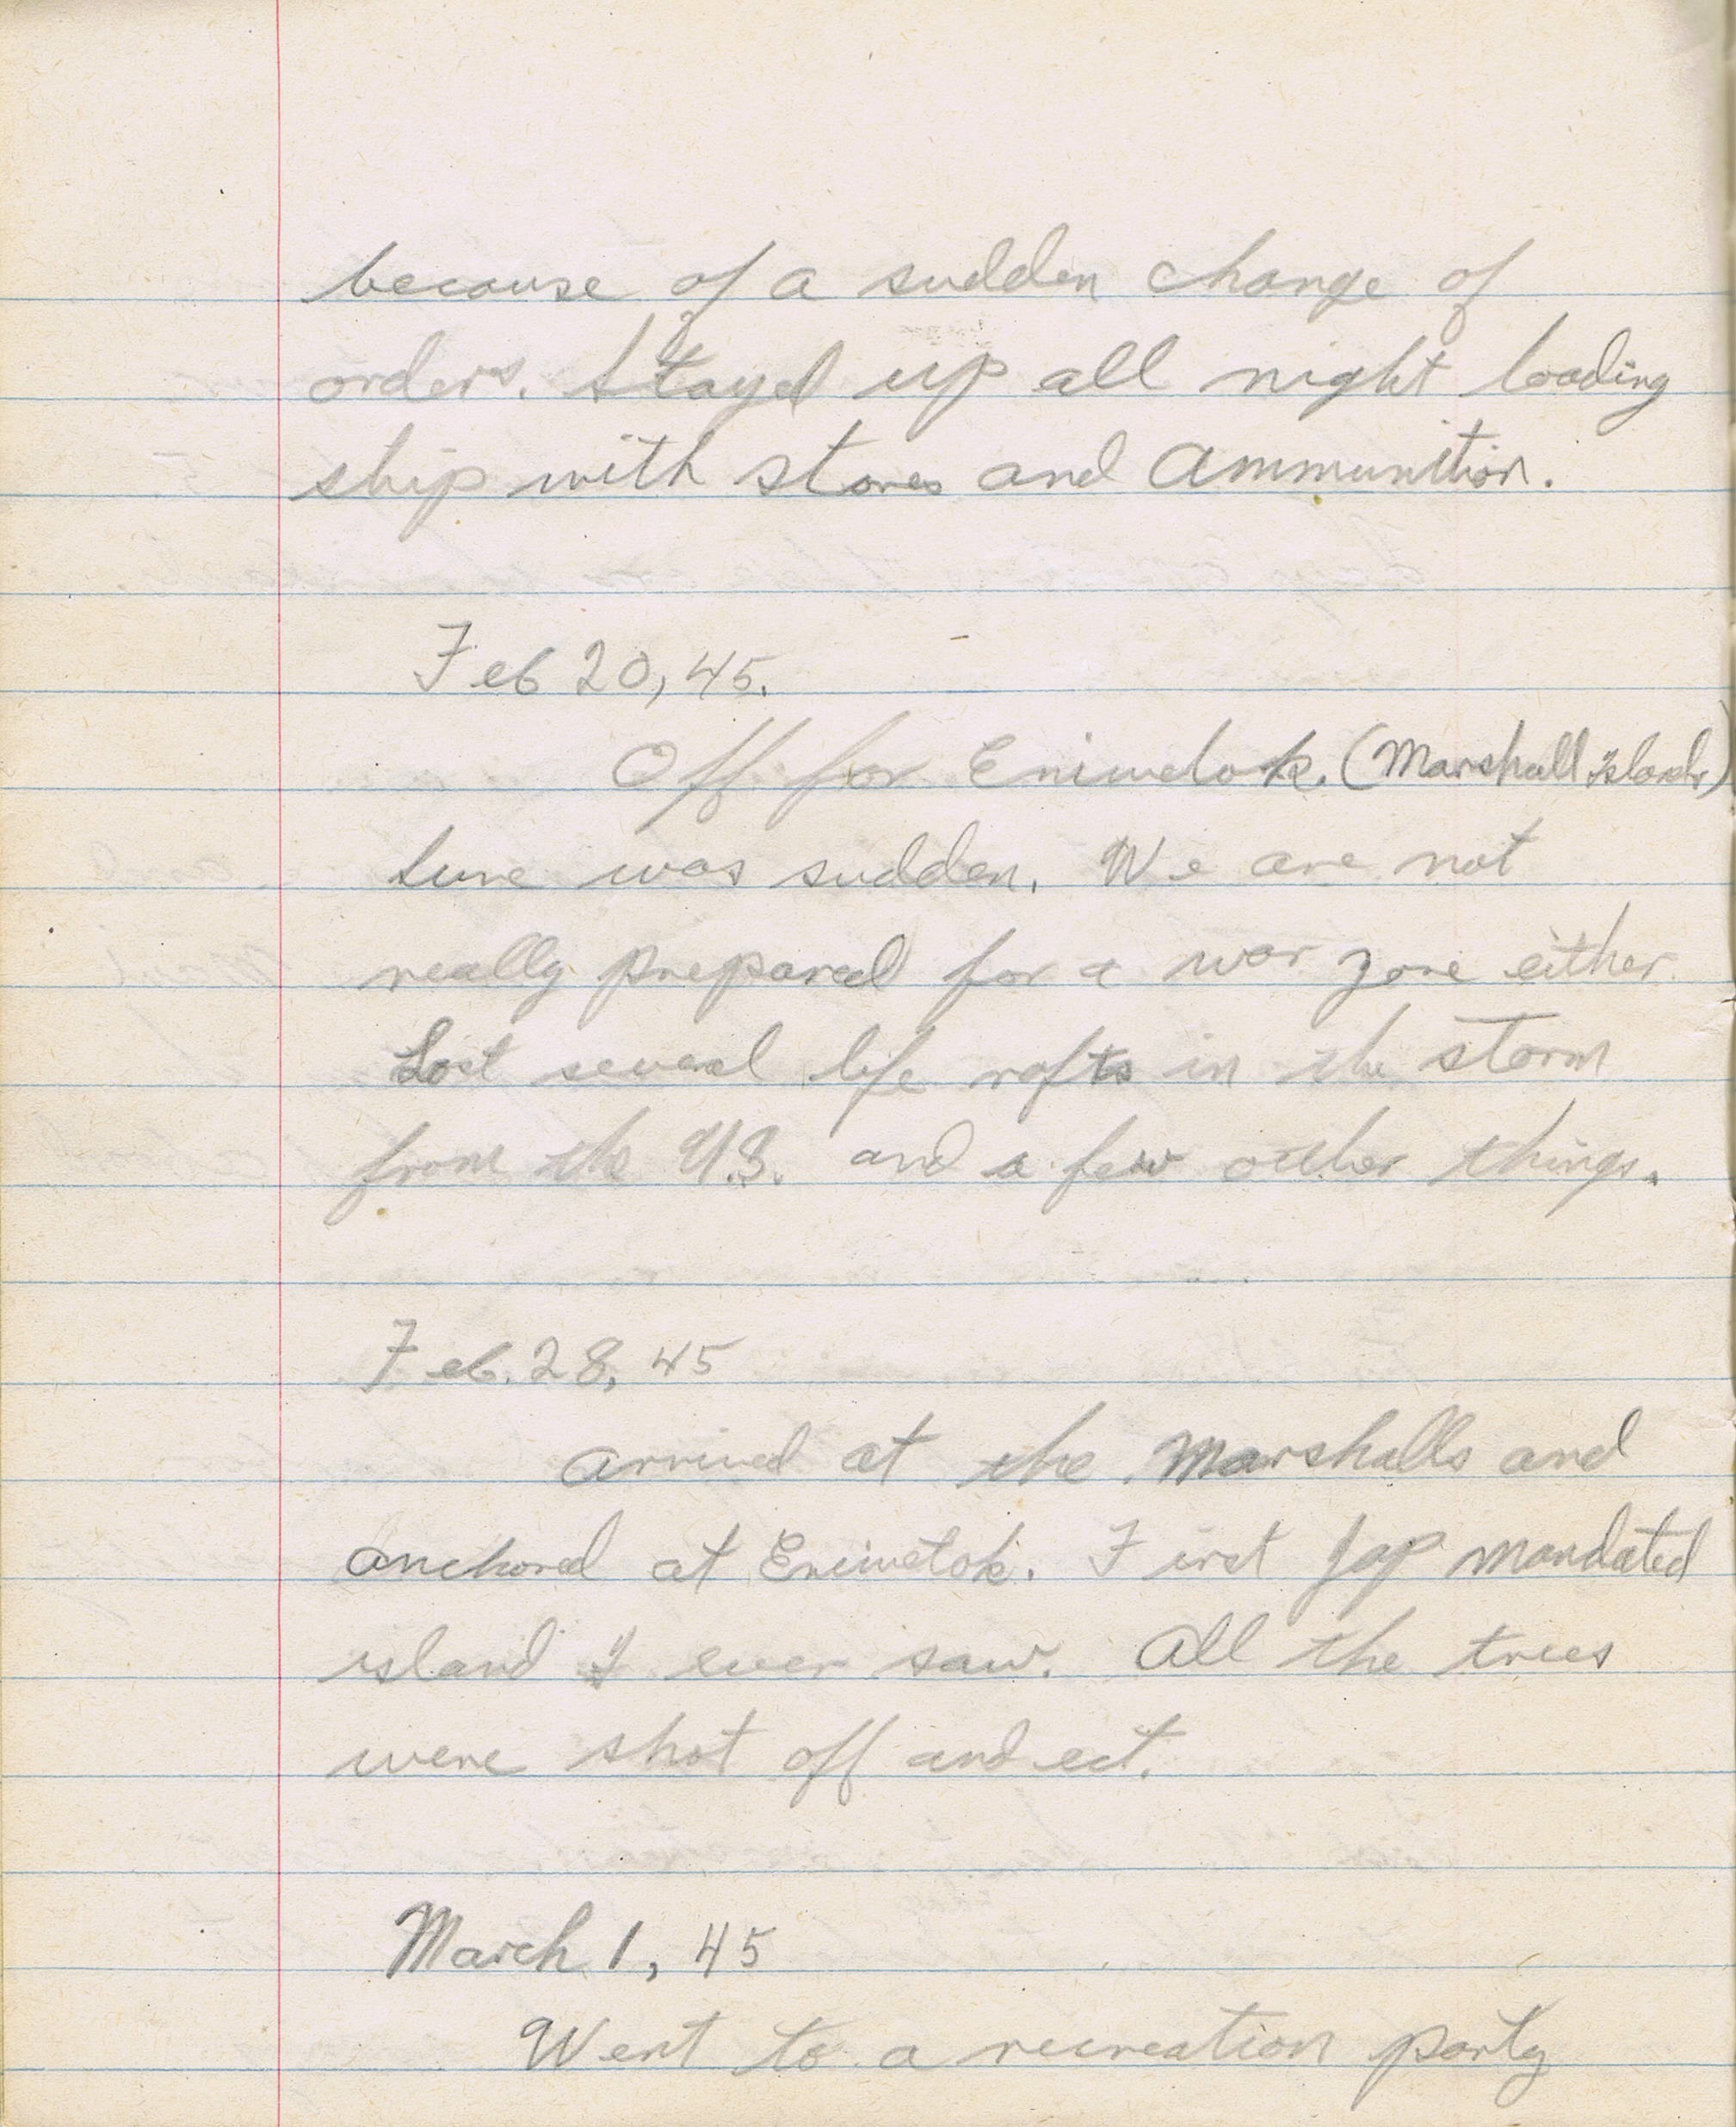 because of a sudden change of
orders. Stayed up all night loading
ship with stores and ammunition.
Feb 20, 45.
Off for Eniwetok. (Marshall Islands)
sure was sudden. We are not
really prepared for a war zone either.
Lost several life rafts in the storm
from the U.S. and a few other things.
Feb. 28, 45
Arrived at the Marshalls and
anchored at Eniwetok. First Jap mandated
island I ever saw. All the trees
were shot off and ect.
March 1, 45
Went to a recreation party